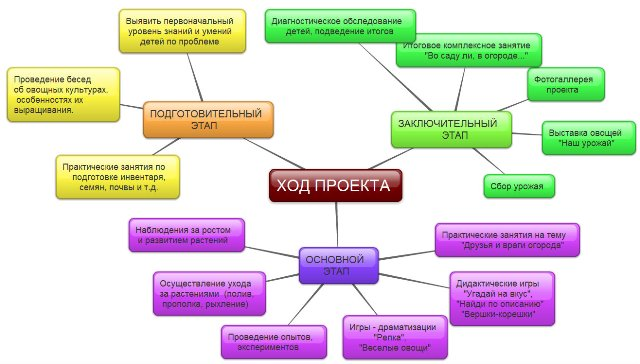 Выявить первоначальный
уровень знаний и умений
детей по проблеме
Диагностическое обследование
детей, подведение итогов
Итоговое комплексное занятие
"Во саду ли, в огороде..."
Проведение бесед
об овощных культурах.
особенностях их
выращивания.
Фотогаллерея
проекта
ПОДГОТОВИТЕЛЬНЫЙ
ЭТАП
ЗАКЛЮЧИТЕЛЬНЫЙ
ЭТАП
Выставка овощей
"Наш урожай"
Практические занятия по
подготовке инвентаря,
семян, почвы и т.д.
ХОД ПРОЕКТА
Сбор урожая
Наблюдения за ростом
и развитием растений
Практические занятия на тему
"Друзья и враги огорода"
ОСНОВНОЙ
ЭТАП
Осуществление ухода
за растениями (полив,
прополка, рыхление)
Дидактические игры
"Угадай на вкус",
"Найди по описанию"
"Вершки-корешки"
Проведение опытов,
экспериментов
Игры - драматизации
"Репка",
"Веселые овощи"